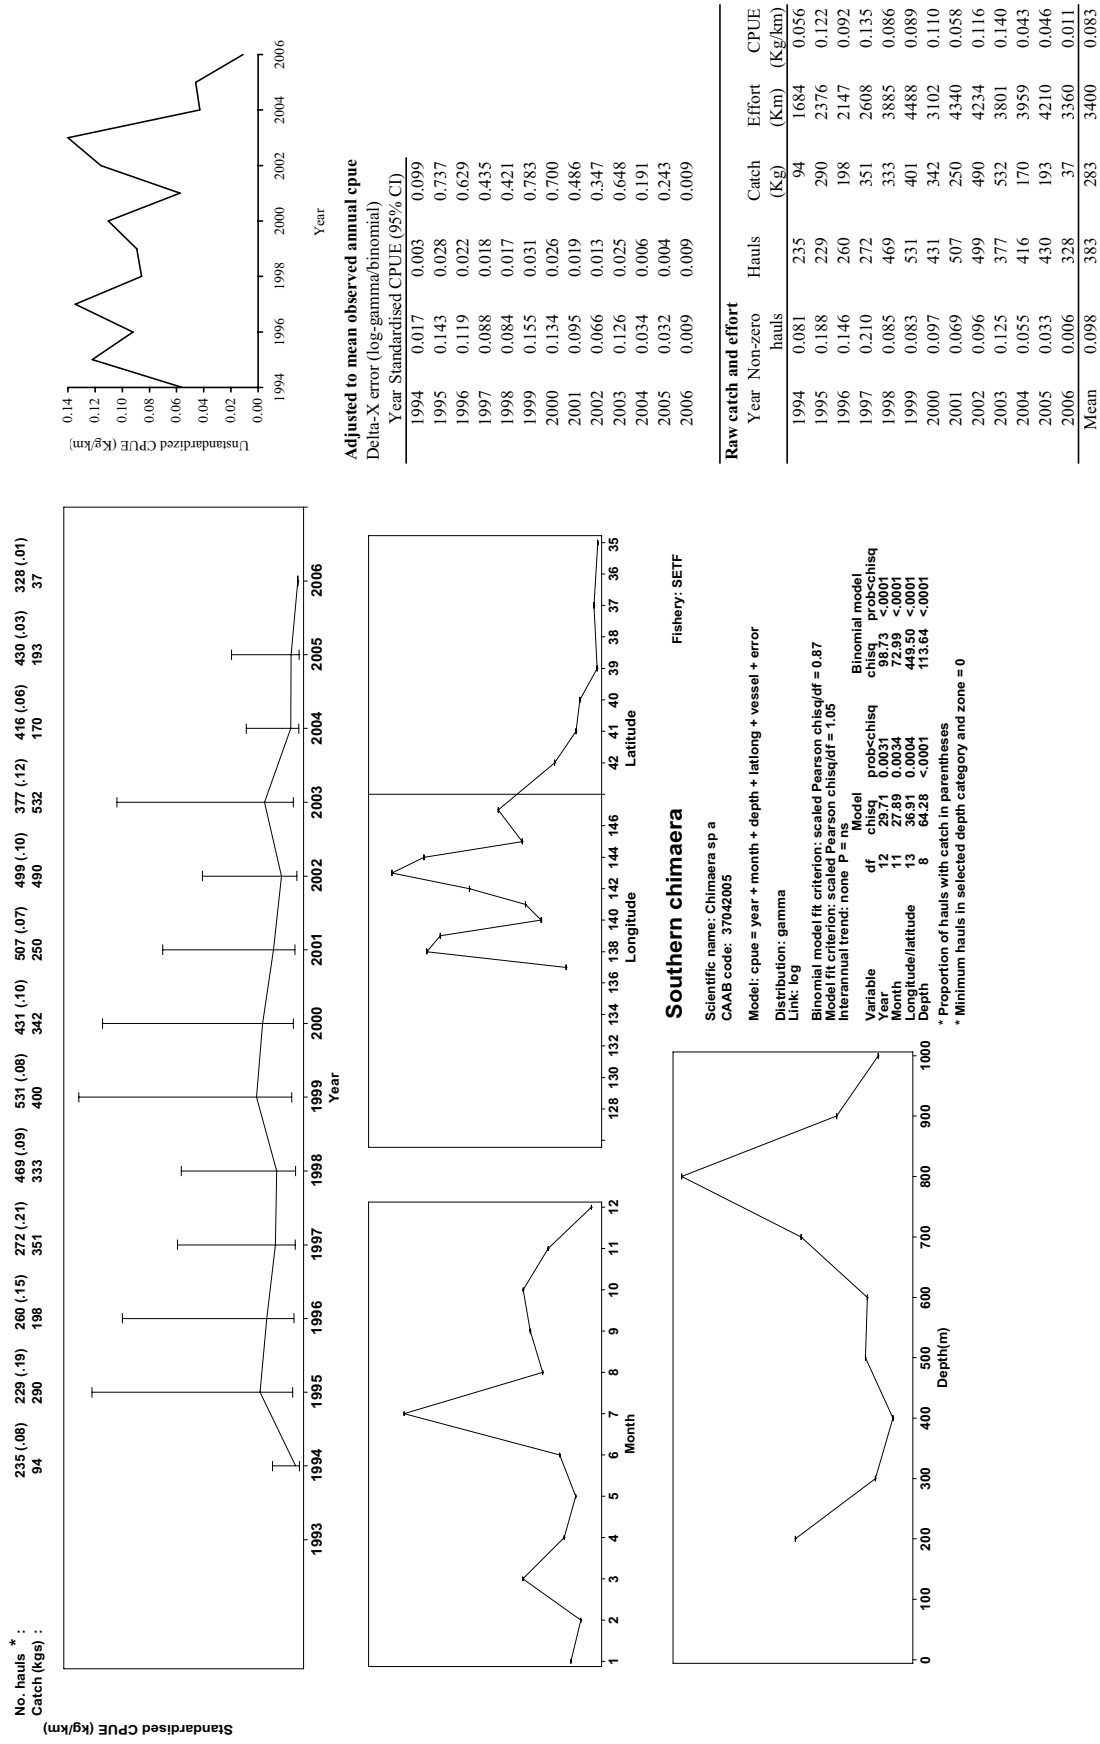 No. hauls * : 235 (.08) 229 (.19) 260 (.15) 272 (.21) 469 (.09) 531 (.08) 431 (.10) 507 (.07) 499 (.10) 377 (.12) 416 (.06) 430 (.03) 328 (.01)
Catch (kgs) : 94 290 198 351 333 400 342 250 490 532 170 193 37
Standardised CPUE (kg/km)
1993 1994 1995 1996 1997 1998 1999 2000 2001 2002 2003 2004 2005 2006
Year
1 2 3 4 5 6 7 8 9 10 11 12
Month
128 130 132 134 136 138 140 142 144 146 42 41 40 39 38 37 36 35
Longitude Latitude
0 100 200 300 400 500 600 700 800 900 1000
Depth(m)
Southern chimaera
Scientific name: Chimaera sp a Fishery: SETF
CAAB code: 37042005
Model: cpue = year + month + depth + latlong + vessel + error
Distribution: gamma
Link: log
Binomial model fit criterion: scaled Pearson chisq/df = 0.87
Model fit criterion: scaled Pearson chisq/df = 1.05
Interannual trend: none P = ns
Model Binomial model
Variable df chisq prob<chisq chisq prob<chisq
Year 12 29.71 0.0031 98.73 <.0001
Month 11 27.89 0.0034 72.99 <.0001
Longitude/latitude 13 36.91 0.0004 449.50 <.0001
Depth 8 64.28 <.0001 113.64 <.0001
* Proportion of hauls with catch in parentheses
* Minimum hauls in selected depth category and zone = 0
Unstandardized CPUE (Kg/km)
0.14
0.12
0.10
0.08
0.06
0.04
0.02
0.00
1994 1996 1998 2000 2002 2004 2006
Year
Adjusted to mean observed annual cpue
Delta-X error (log-gamma/binomial)
Year Standardised CPUE (95% CI)
1994 0.017 0.003 0.099
1995 0.143 0.028 0.737
1996 0.119 0.022 0.629
1997 0.088 0.018 0.435
1998 0.084 0.017 0.421
1999 0.155 0.031 0.783
2000 0.134 0.026 0.700
2001 0.095 0.019 0.486
2002 0.066 0.013 0.347
2003 0.126 0.025 0.648
2004 0.034 0.006 0.191
2005 0.032 0.004 0.243
2006 0.009 0.009 0.009
Raw catch and effort
Year Non-zero hauls Hauls Catch (Kg) Effort (Km) CPUE (Kg/km)
1994 0.081 235 94 1684 0.056
1995 0.188 229 290 2376 0.122
1996 0.146 260 198 2147 0.092
1997 0.210 272 351 2608 0.135
1998 0.085 469 333 3885 0.086
1999 0.083 531 401 4488 0.089
2000 0.097 431 342 3102 0.110
2001 0.069 507 250 4340 0.058
2002 0.096 499 490 4234 0.116
2003 0.125 377 532 3801 0.140
2004 0.055 416 170 3959 0.043
2005 0.033 430 193 4210 0.046
2006 0.006 328 37 3360 0.011
Mean 0.098 383 283 3400 0.083